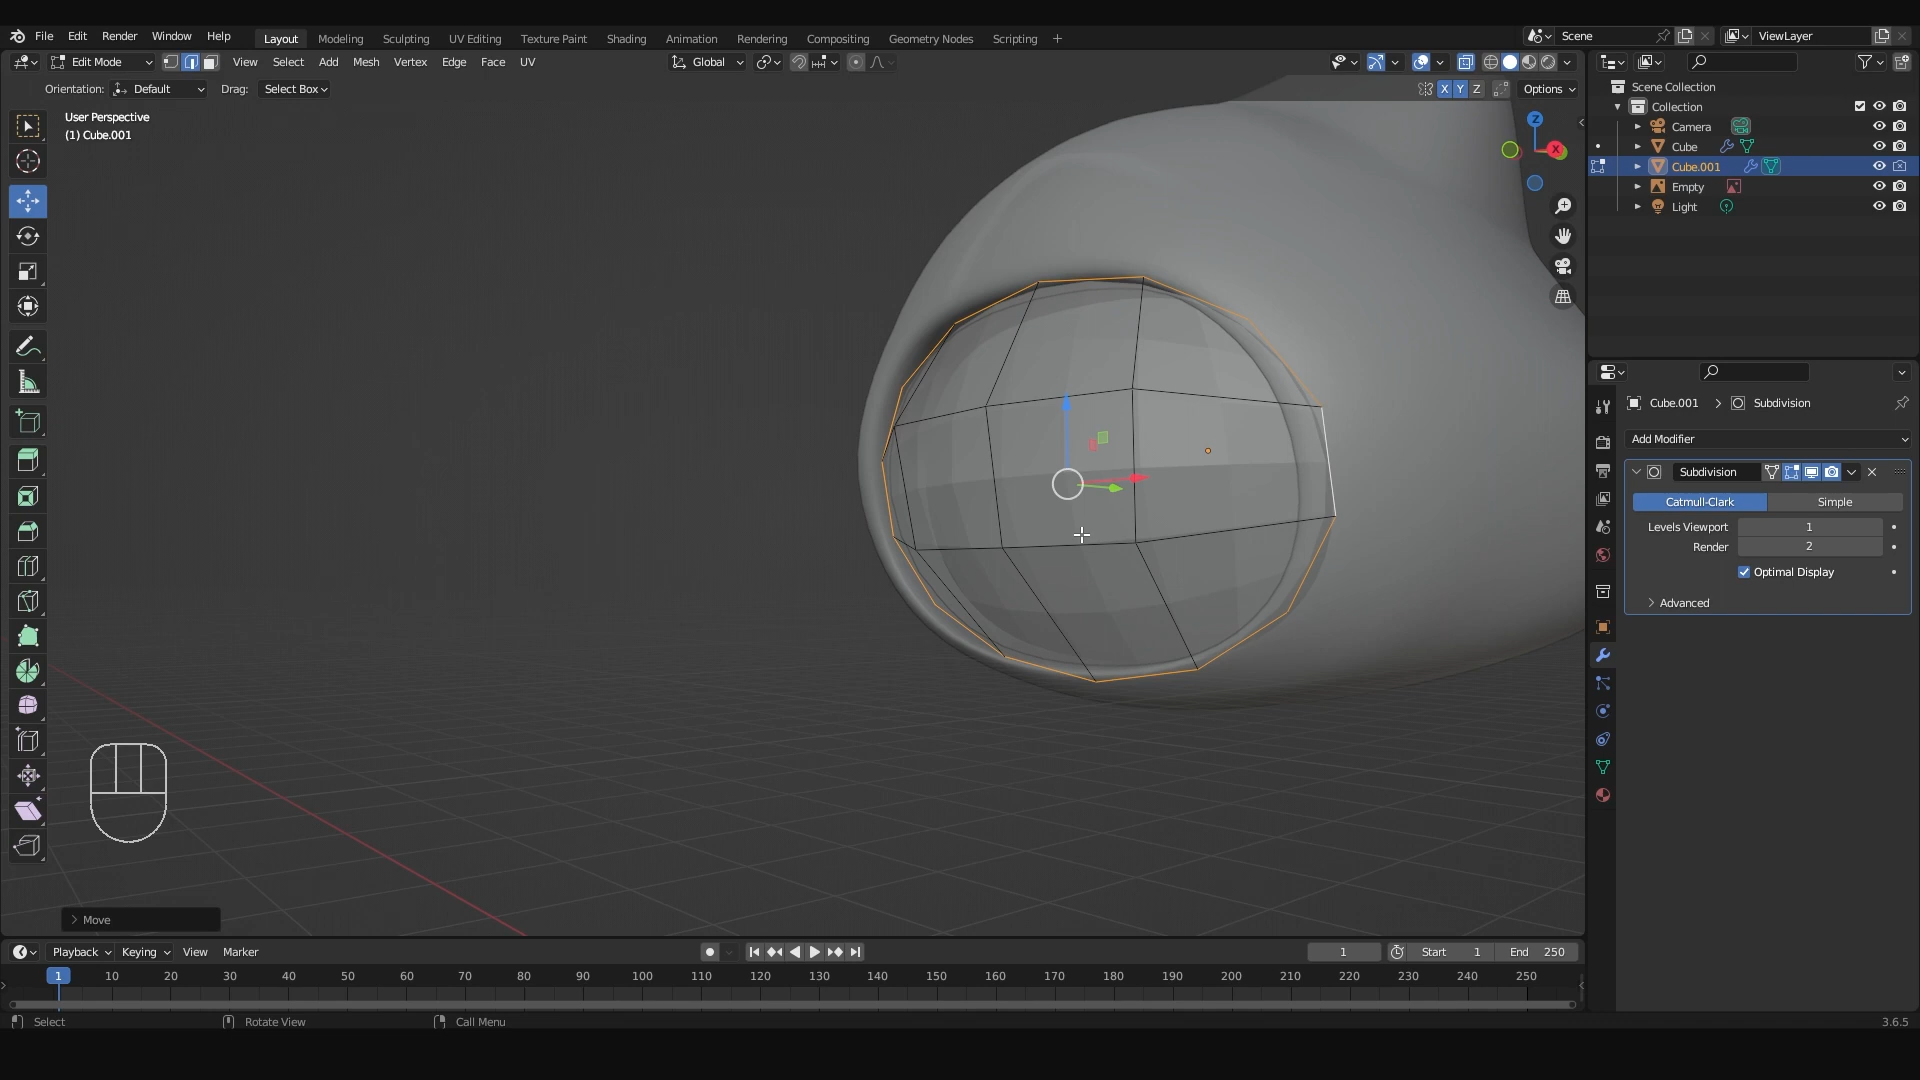 File Edit Render Window Help Layout Modeling Sculpting UV Editing Texture Paint Shading Animation Rendering Compositing Geometry Nodes Scripting + Scene ViewLayer
Edit Mode View Select Add Mesh Vertex Edge Face UV Global
Orientation: Default Drag: Select Box X Y Z Options
Scene Collection
Collection
Camera
Cube
Cube.001
Empty
Light
User Perspective
(1) Cube.001
Z
X
Cube.001 > Subdivision
Add Modifier
Subdivision
Catmull-Clark Simple
Levels Viewport 1
Render 2
Optimal Display
Advanced
Move
Playback Keying View Marker 1 Start 1 End 250
1 10 20 30 40 50 60 70 80 90 100 110 120 130 140 150 160 170 180 190 200 210 220 230 240 250
Select Rotate View Call Menu 3.6.5